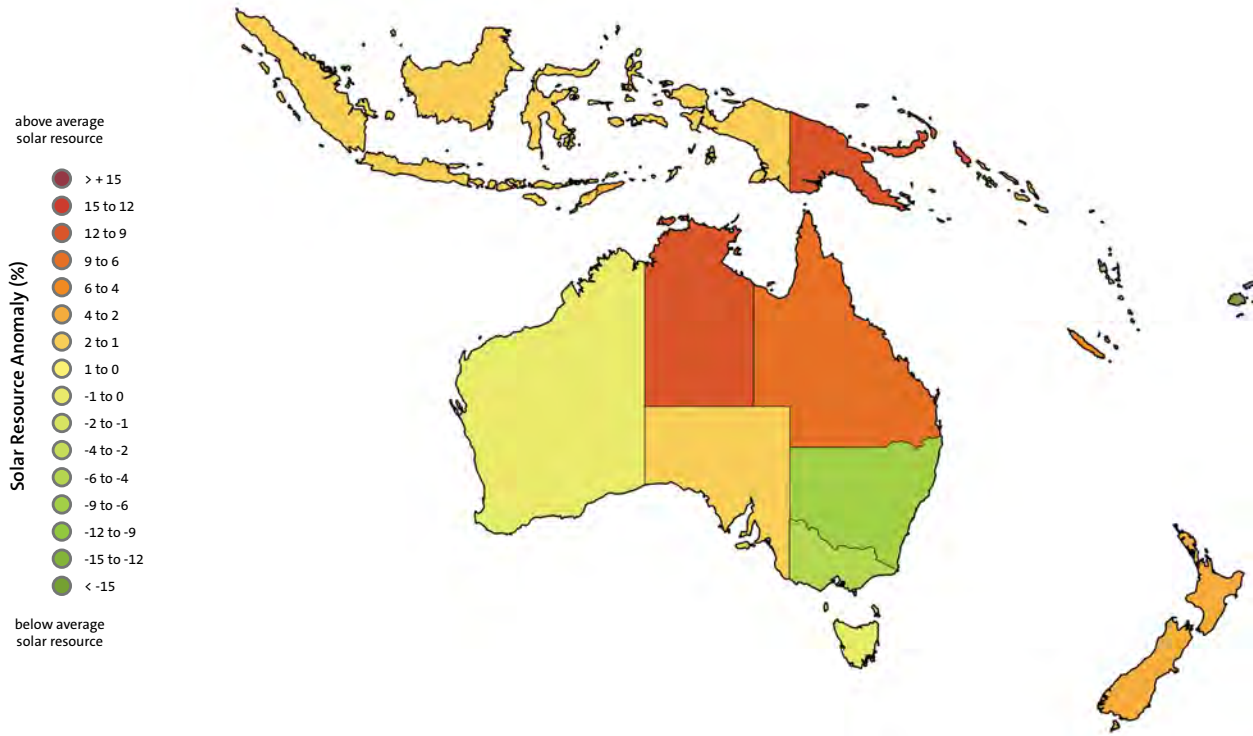 above average
solar resource
Solar Resource Anomaly (%)
> + 15
15 to 12
12 to 9
9 to 6
6 to 4
4 to 2
2 to 1
1 to 0
-1 to 0
-2 to -1
-4 to -2
-6 to -4
-9 to -6
-12 to -9
-15 to -12
< -15
below average
solar resource